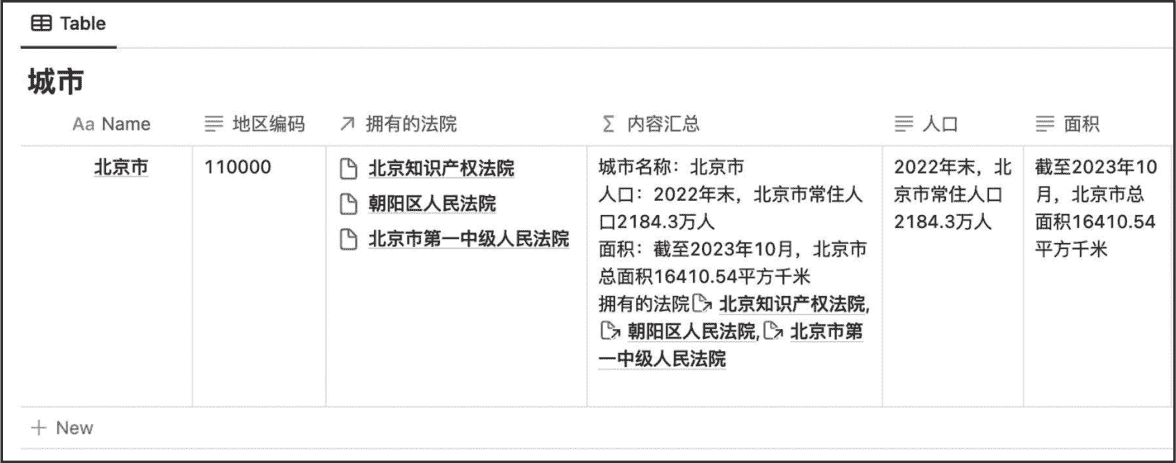 Table
城市
Aa Name 地区编码 拥有的法院 Σ 内容汇总 人口 面积
北京市
110000
北京知识产权法院
朝阳区人民法院
北京市第一中级人民法院
城市名称：北京市
人口：2022年末，北京市常住人
口2184.3万人
面积：截至2023年10月，北京市
总面积16410.54平方千米
拥有的法院 北京知识产权法院,
朝阳区人民法院, 北京市第
一中级人民法院
2022年末，北
京市常住人口
2184.3万人
截至2023年10
月，北京市总
面积16410.54
平方千米
+ New